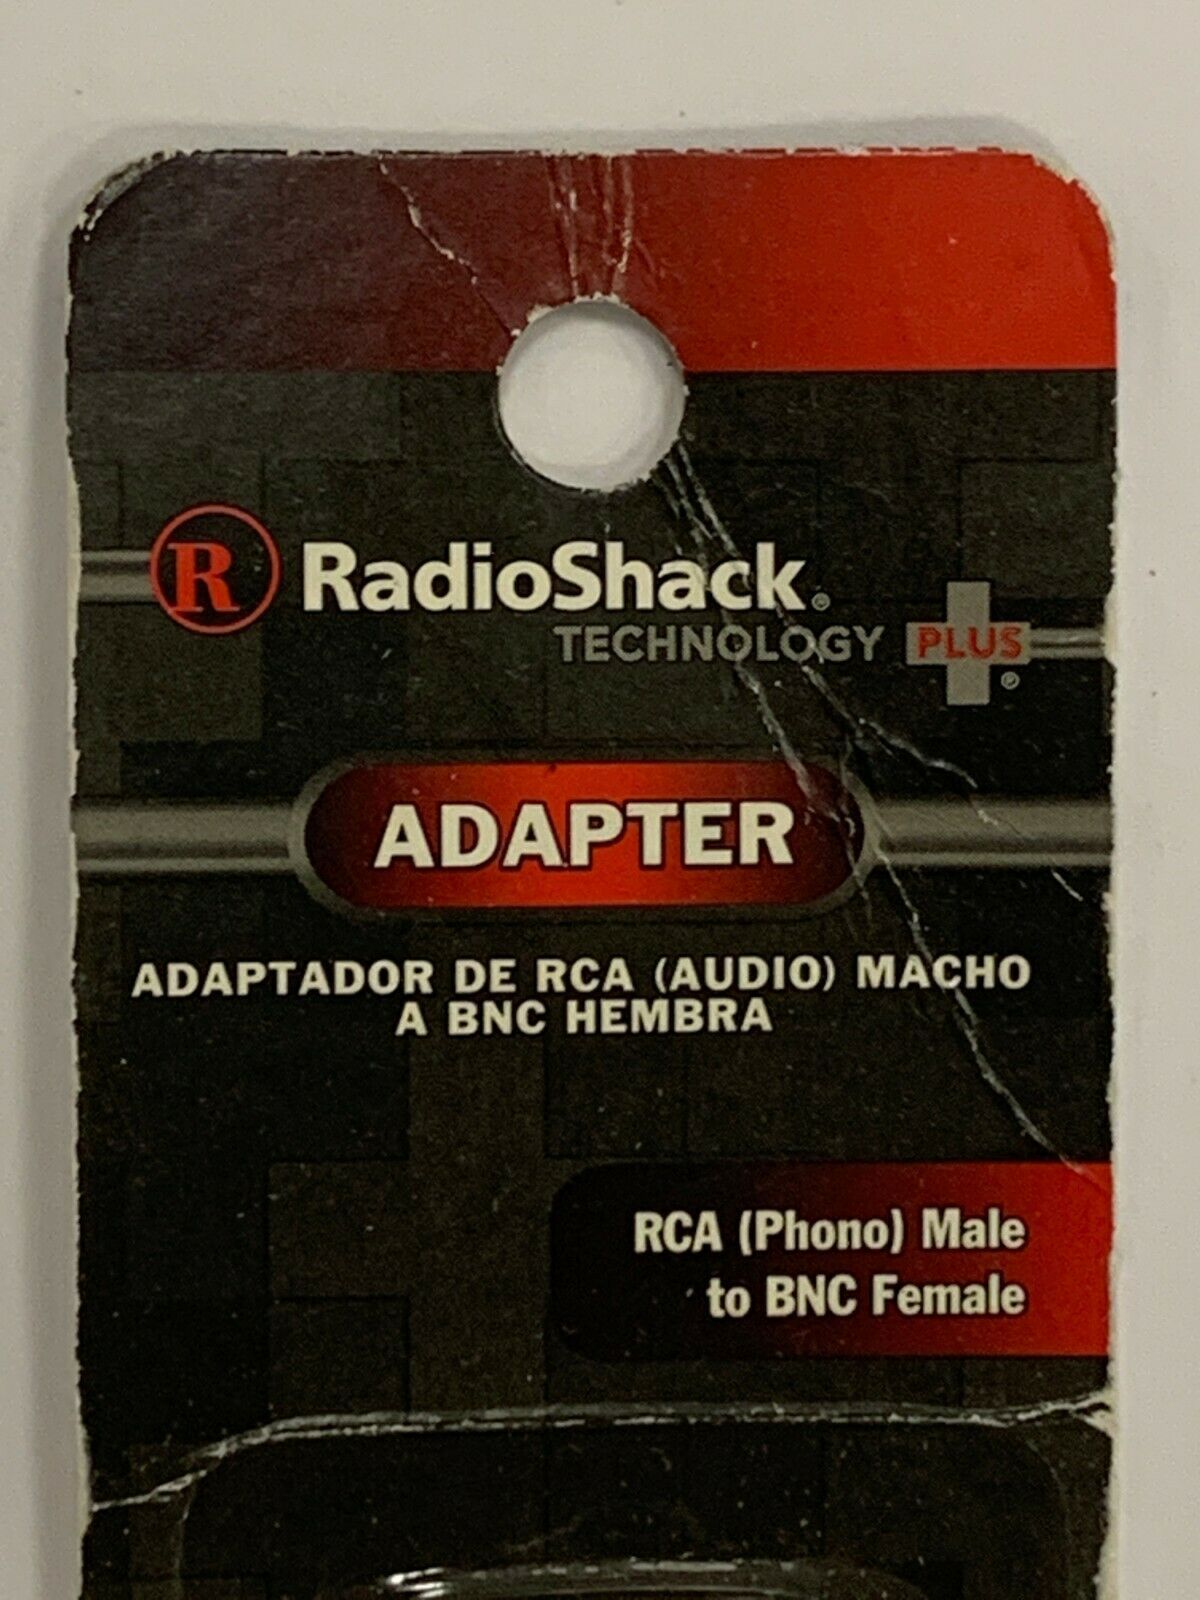 R RadioShack®
TECHNOLOGY PLUS®
ADAPTER
ADAPTADOR DE RCA (AUDIO) MACHO
A BNC HEMBRA
RCA (Phono) Male
to BNC Female